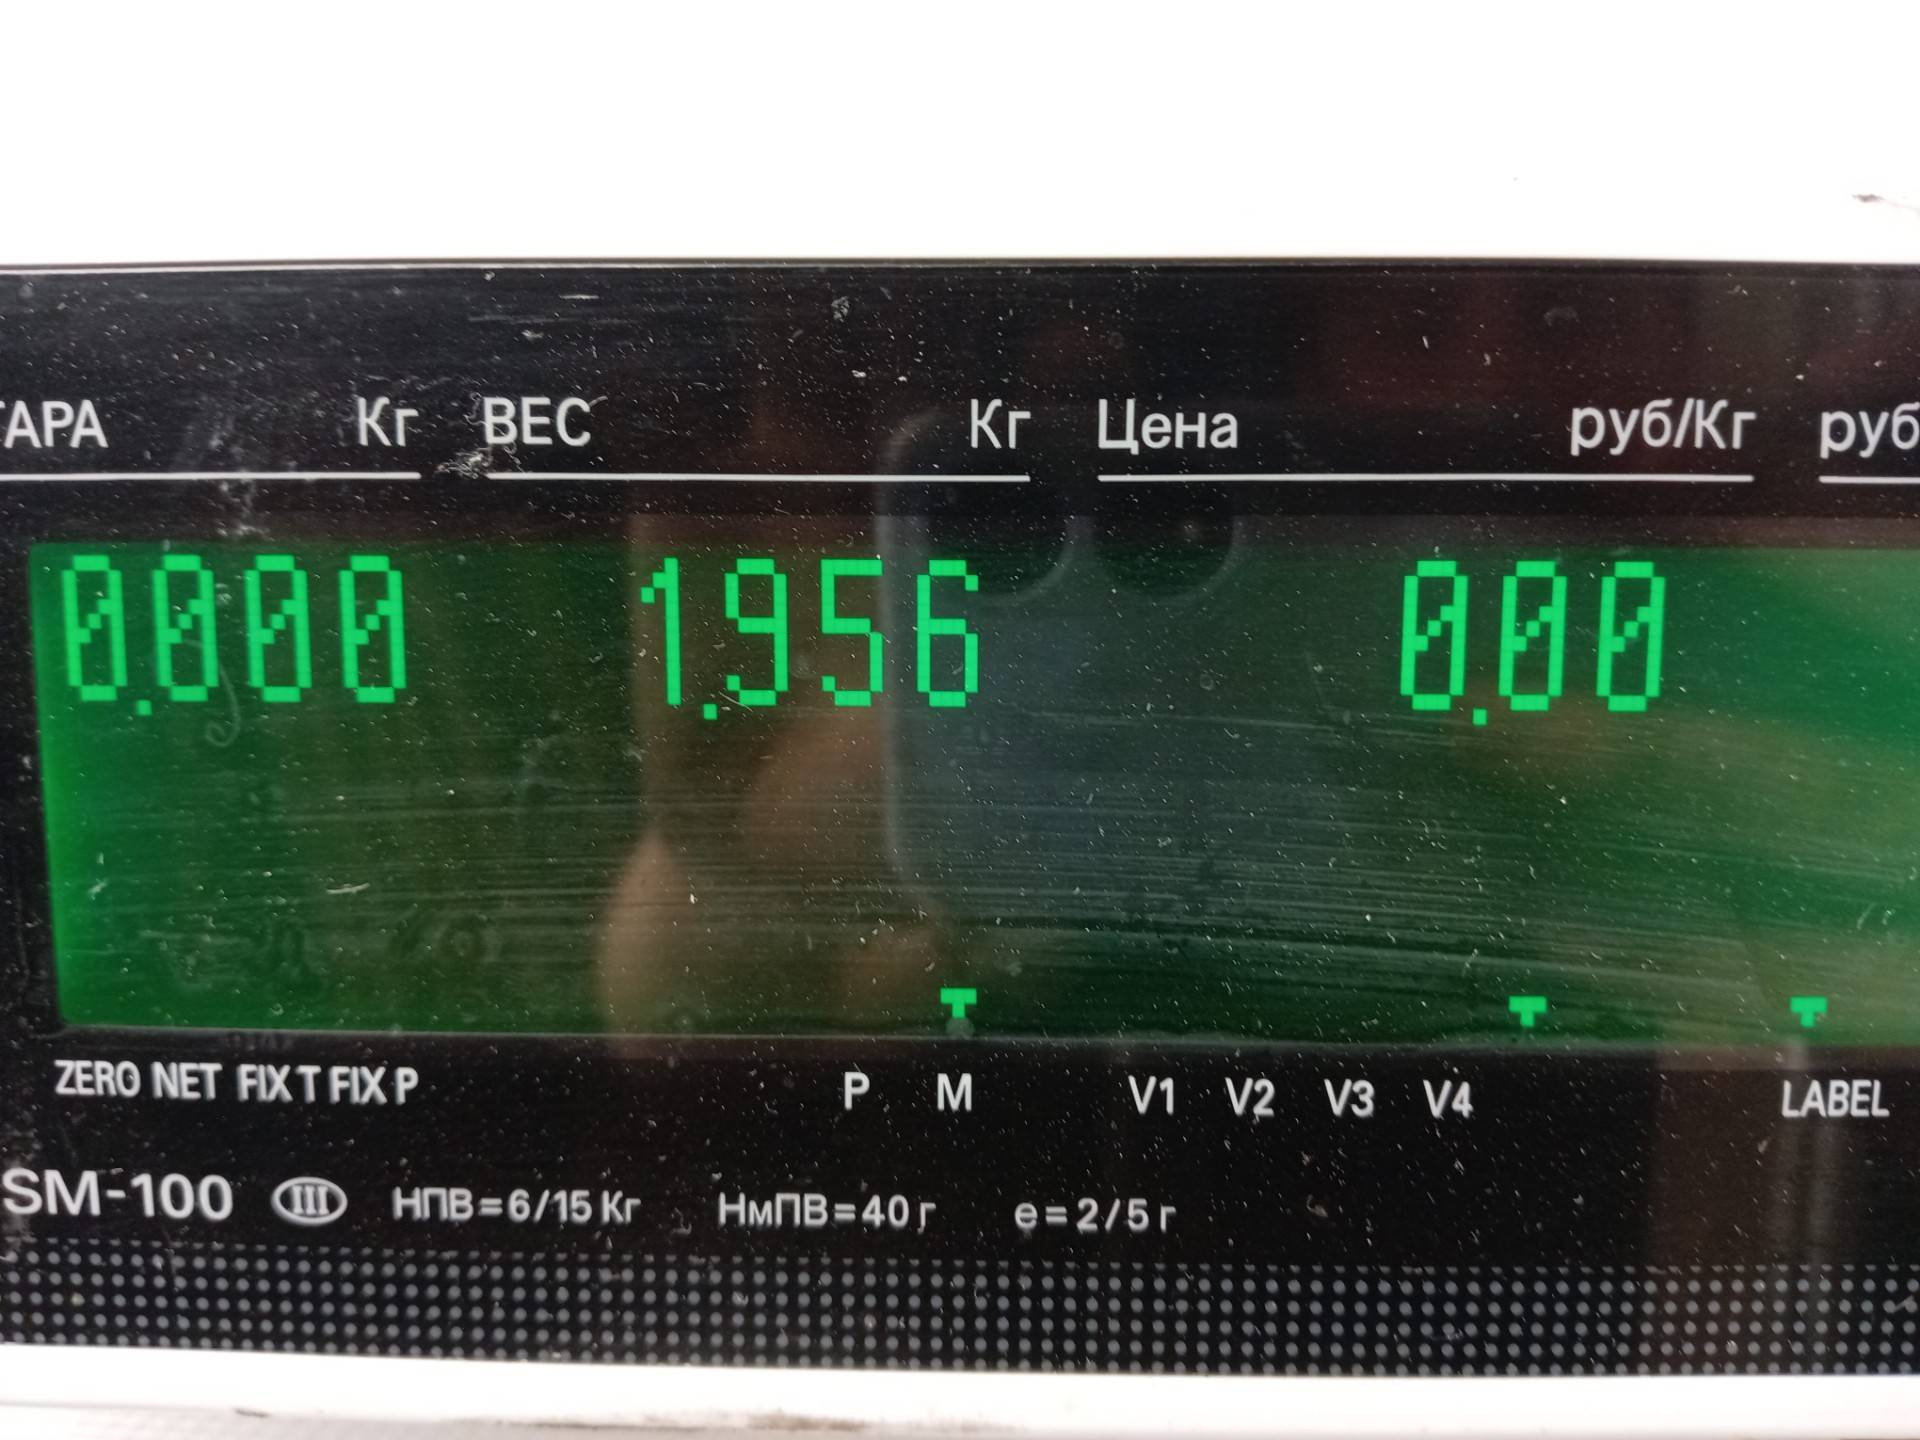 ТАРА Кг ВЕС Кг Цена руб/Кг руб
0.000 1.956 0.00
ZERO NET FIX T FIX P P M V1 V2 V3 V4 LABEL
SM-100 III НПВ=6/15 Кг НмПВ=40 г e=2/5 г